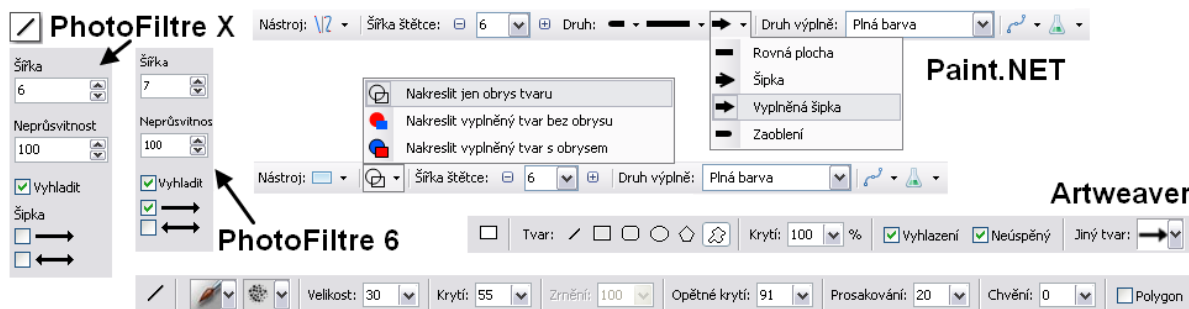 PhotoFiltre X
Nástroj: Šířka štětce: 6 Druh: Druh výplně: Plná barva
Šířka
6
Neprůsvitnost
100
Vyhladit
Šipka
Šířka
7
Neprůsvitnos
100
Vyhladit
PhotoFiltre 6
Rovná plocha
Šipka
Vyplněná šipka
Zaoblení
Paint.NET
Nakreslit jen obrys tvaru
Nakreslit vyplněný tvar bez obrysu
Nakreslit vyplněný tvar s obrysem
Nástroj: Šířka štětce: 6 Druh výplně: Plná barva
Artweaver
Tvar: Krytí: 100 % Vyhlazení Neúspěný Jiný tvar:
Velikost: 30 Krytí: 55 Zrnění: 100 Opětné krytí: 91 Prosakování: 20 Chvění: 0 Polygon